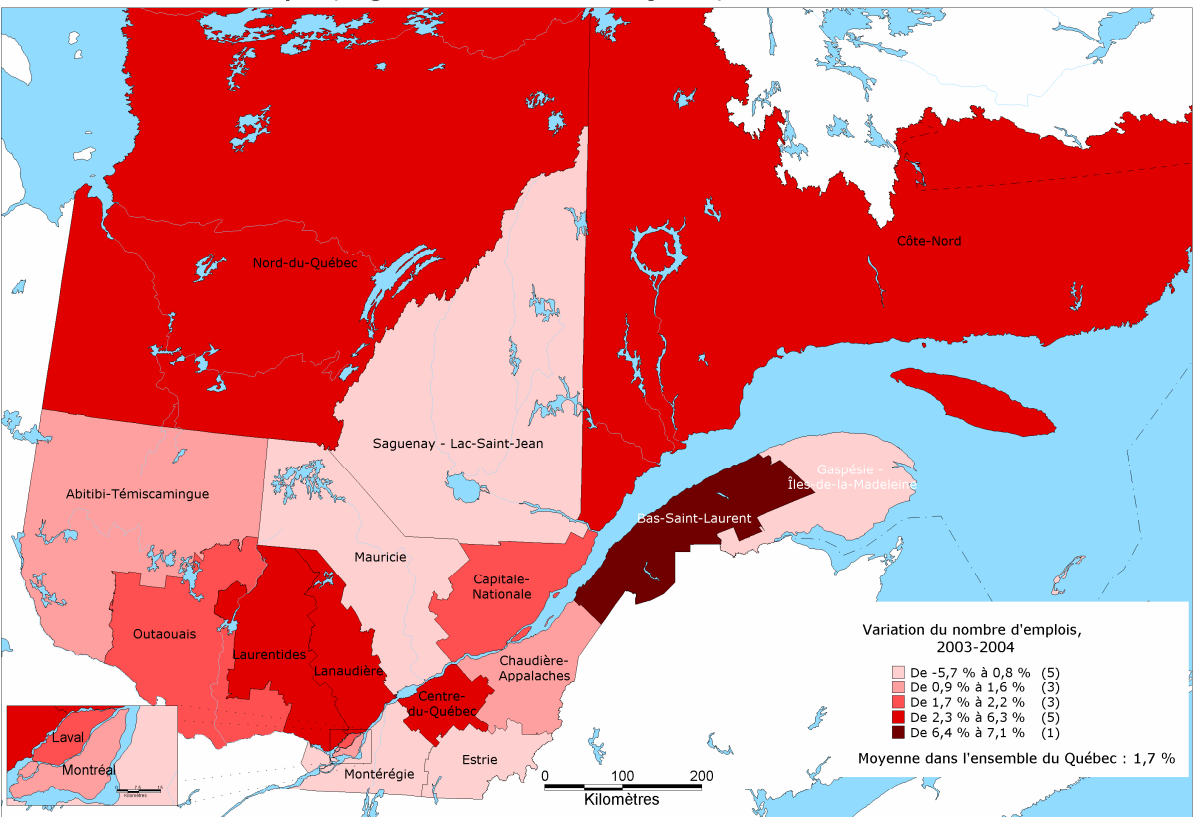 Nord-du-Québec
Côte-Nord
Saguenay - Lac-Saint-Jean
Gaspésie -
Îles-de-la-Madeleine
Abitibi-Témiscamingue
Bas-Saint-Laurent
Mauricie
Capitale-
Nationale
Outaouais
Laurentides
Lanaudière
Chaudière-
Appalaches
Centre-
du-Québec
Estrie
Montérégie
Laval
Montréal
Kilomètres
0 100 200
Kilomètres
Variation du nombre d'emplois,
2003-2004
De -5,7 % à 0,8 % (5)
De 0,9 % à 1,6 % (3)
De 1,7 % à 2,2 % (3)
De 2,3 % à 6,3 % (5)
De 6,4 % à 7,1 % (1)
Moyenne dans l'ensemble du Québec : 1,7 %